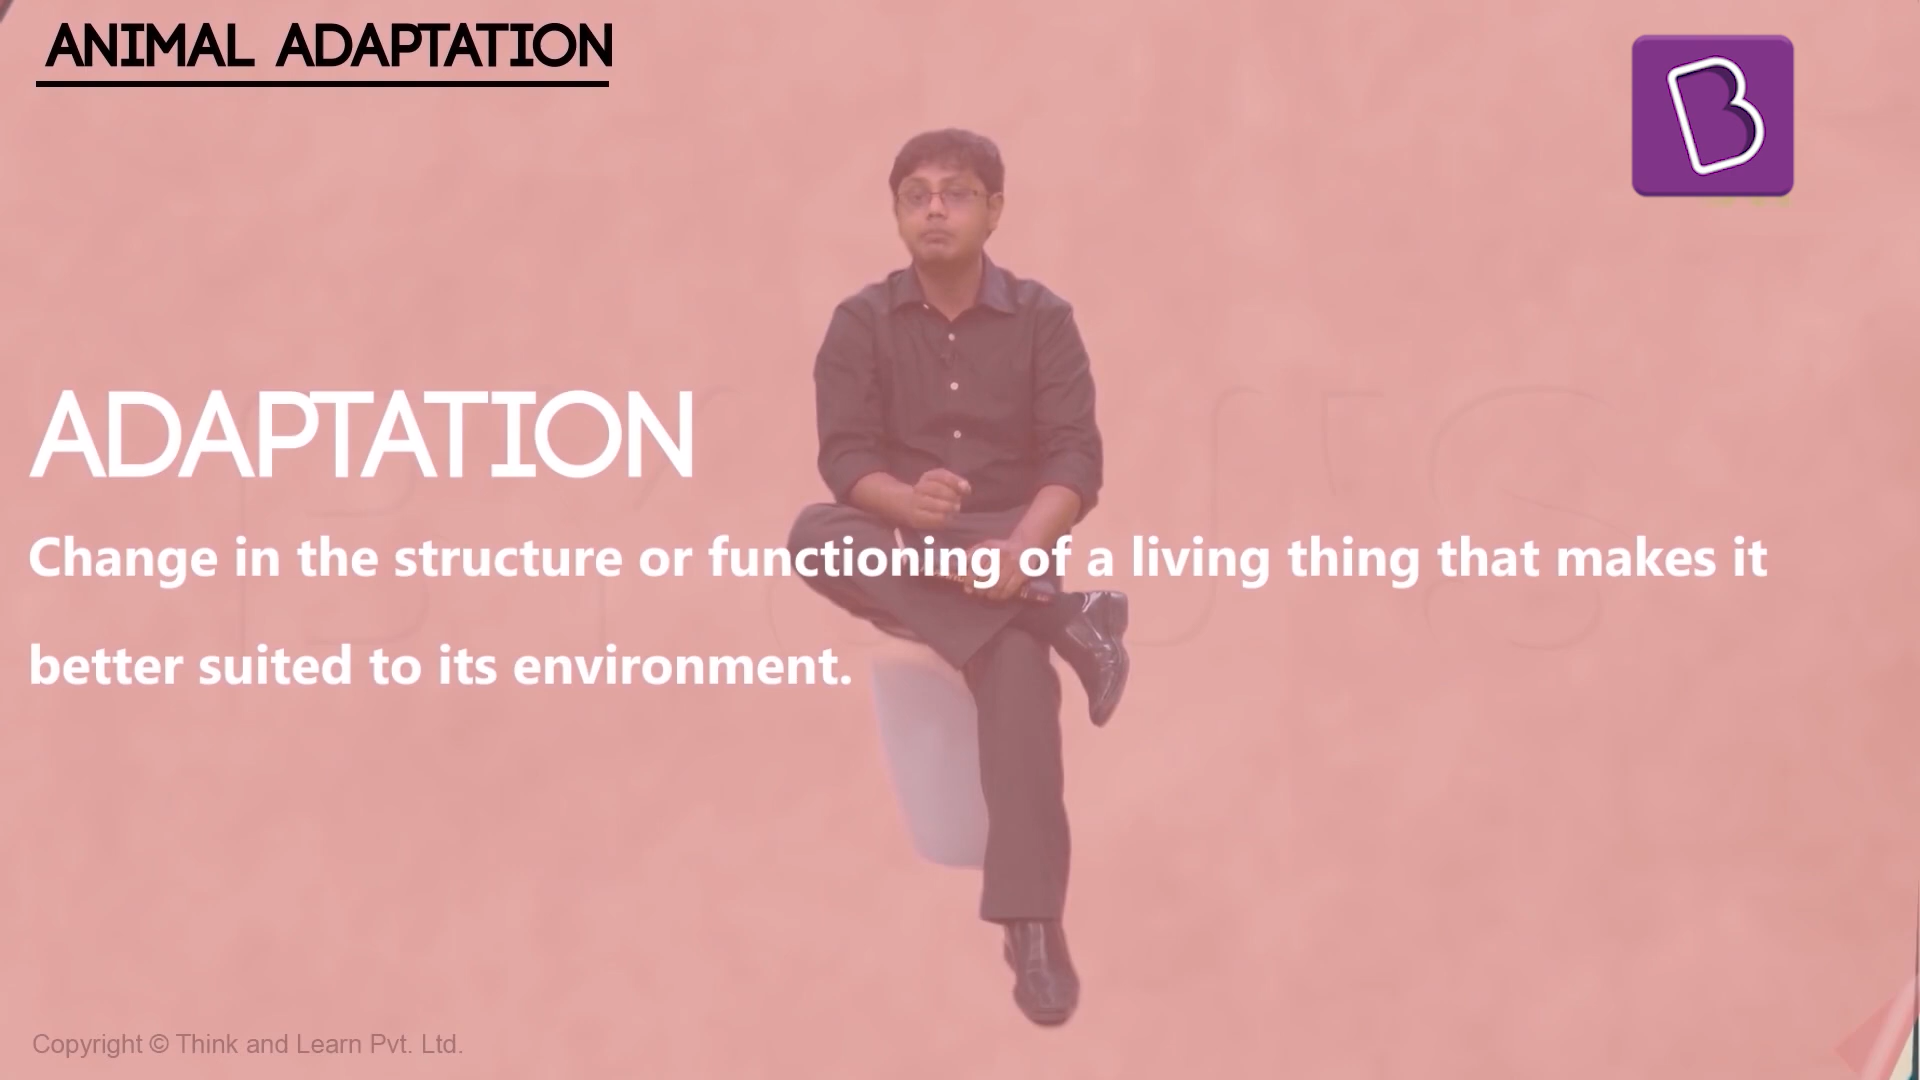 ANIMAL ADAPTATION
B
ADAPTATION
BYJU'S
Change in the structure or functioning of a living thing that makes it
better suited to its environment.
Copyright © Think and Learn Pvt. Ltd.